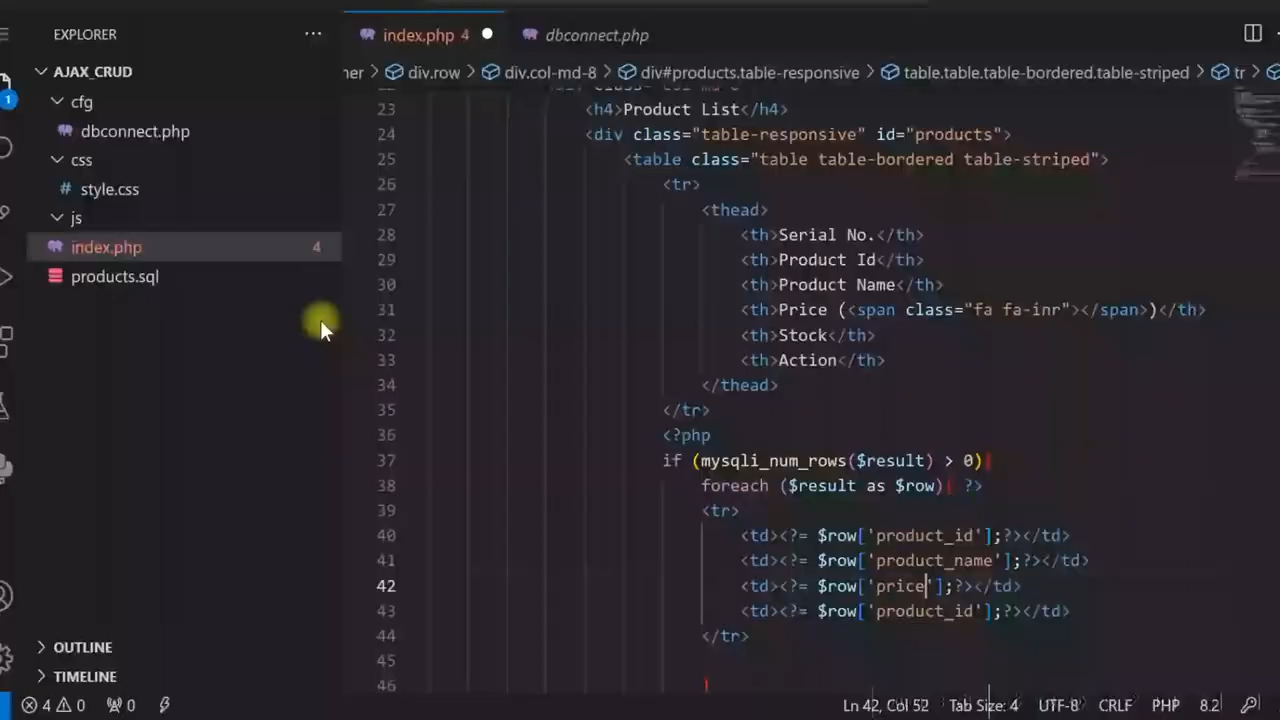 EXPLORER ...
index.php 4
dbconnect.php
AJAX_CRUD
ner > div.row > div.col-md-8 > div#products.table-responsive > table.table.table-bordered.table-striped > tr >
cfg
dbconnect.php
css
style.css
js
index.php 4
products.sql
23 <h4>Product List</h4>
24 <div class="table-responsive" id="products">
25 <table class="table table-bordered table-striped">
26 <tr>
27 <thead>
28 <th>Serial No.</th>
29 <th>Product Id</th>
30 <th>Product Name</th>
31 <th>Price (<span class="fa fa-inr"></span>)</th>
32 <th>Stock</th>
33 <th>Action</th>
34 </thead>
35 </tr>
36 <?php
37 if (mysqli_num_rows($result) > 0)
38 foreach ($result as $row) ?>
39 <tr>
40 <td><?= $row['product_id'];?></td>
41 <td><?= $row['product_name'];?></td>
42 <td><?= $row['price'];?></td>
43 <td><?= $row['product_id'];?></td>
44 </tr>
45
46
1
OUTLINE
TIMELINE
4 0 0
Ln 42, Col 52 Tab Size: 4 UTF-8 CRLF PHP 8.2